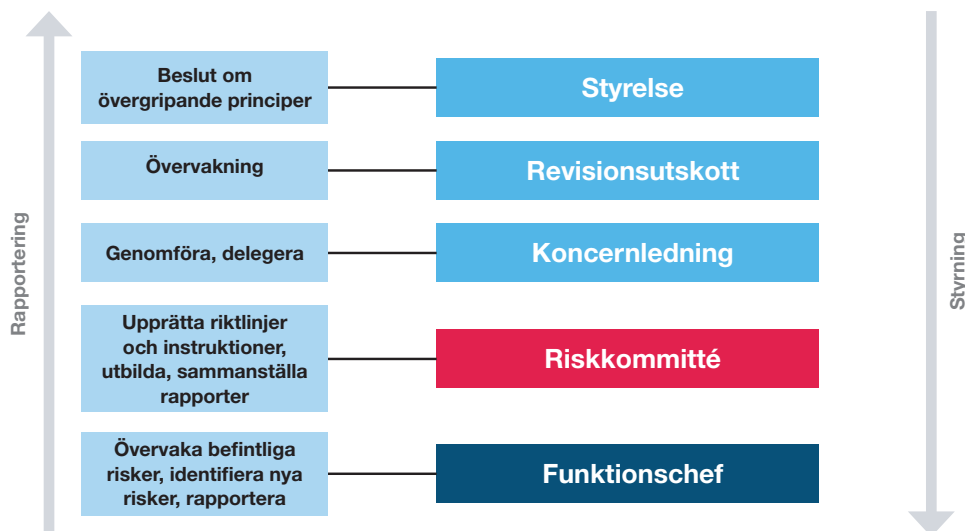 Rapportering
Beslut om
övergripande principer
Styrelse
Övervakning
Revisionsutskott
Genomföra, delegera
Koncernledning
Upprätta riktlinjer
och instruktioner,
utbilda, sammanställa
rapporter
Riskkommitté
Övervaka befintliga
risker, identifiera nya
risker, rapportera
Funktionschef
Styrning